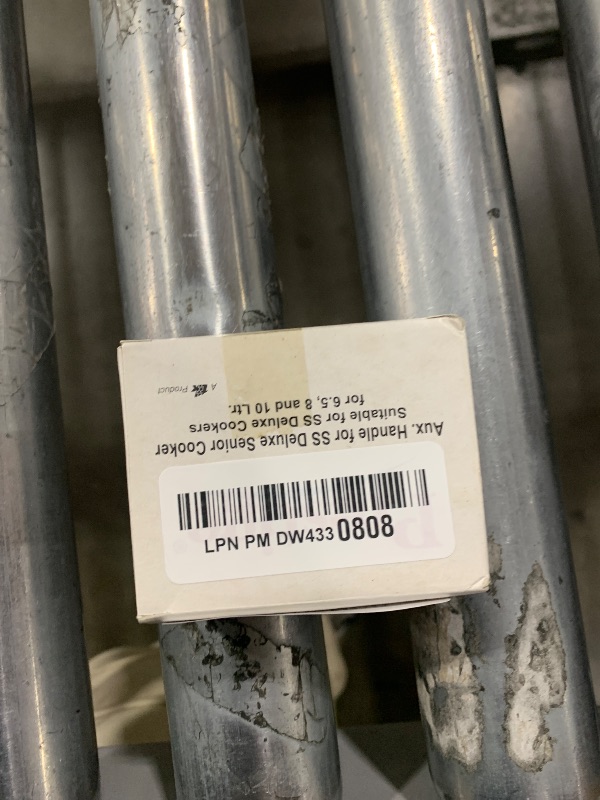 Aux. Handle for SS Deluxe Senior Cooker
Suitable for SS Deluxe Cookers
for 6.5, 8 and 10 Ltr.
A TTK Product
LPN PM DW433 0808